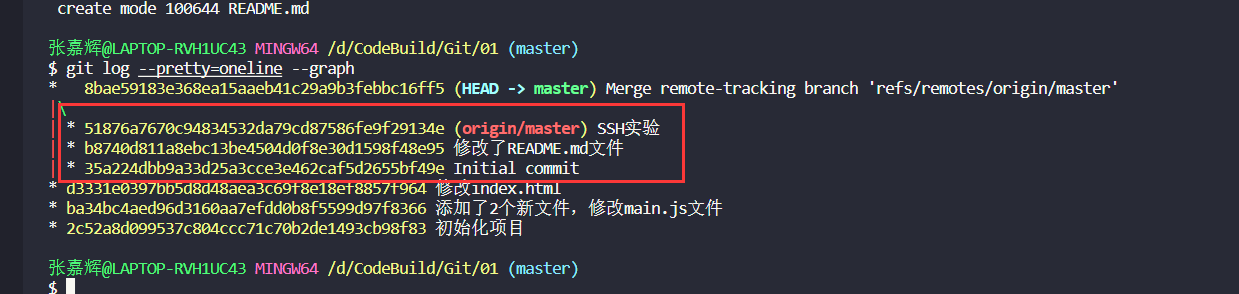 create mode 100644 README.md
张嘉辉@LAPTOP-RVH1UC43 MINGW64 /d/CodeBuild/Git/01 (master)
$ git log --pretty=oneline --graph
*   8bae59183e368ea15aaeb41c29a9b3febbc16ff5 (HEAD -> master) Merge remote-tracking branch 'refs/remotes/origin/master'
|\
| * 51876a7670c94834532da79cd87586fe9f29134e (origin/master) SSH实验
| * b8740d811a8ebc13be4504d0f8e30d1598f48e95 修改了README.md文件
| * 35a224dbb9a33d25a3cce3e462caf5d2655bf49e Initial commit
* d3331e0397bb5d8d48aea3c69f8e18ef8857f964 修改index.html
* ba34bc4aed96d3160aa7efdd0b8f5599d97f8366 添加了2个新文件，修改main.js文件
* 2c52a8d099537c804ccc71c70b2de1493cb98f83 初始化项目
张嘉辉@LAPTOP-RVH1UC43 MINGW64 /d/CodeBuild/Git/01 (master)
$